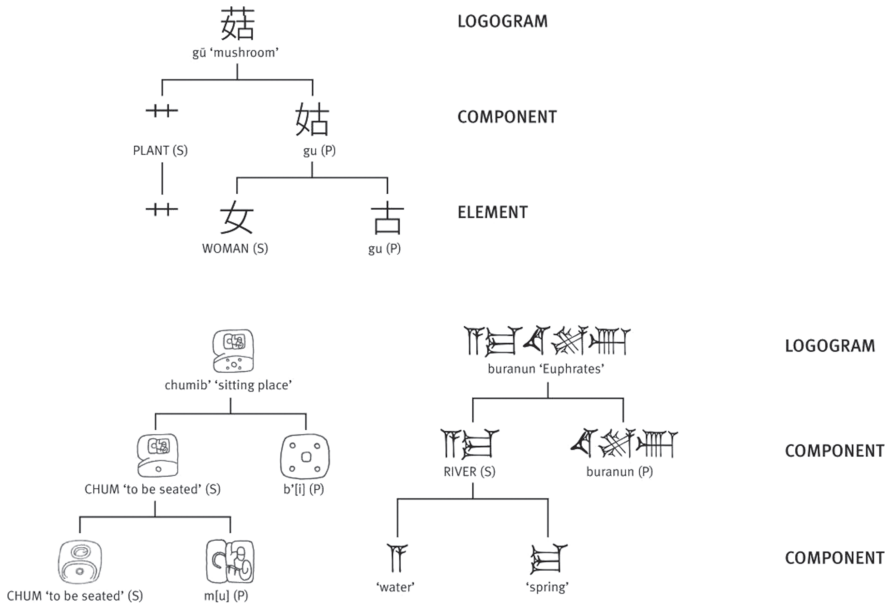 菇 LOGOGRAM
gū ‘mushroom’
艹 姑 COMPONENT
PLANT (S) gu (P)
艹 女 古 ELEMENT
WOMAN (S) gu (P)
LOGOGRAM
chumib’ ‘sitting place’ buranun ‘Euphrates’
COMPONENT
CHUM ‘to be seated’ (S) b’[i] (P) RIVER (S) buranun (P)
COMPONENT
CHUM ‘to be seated’ (S) m[u] (P) ‘water’ ‘spring’